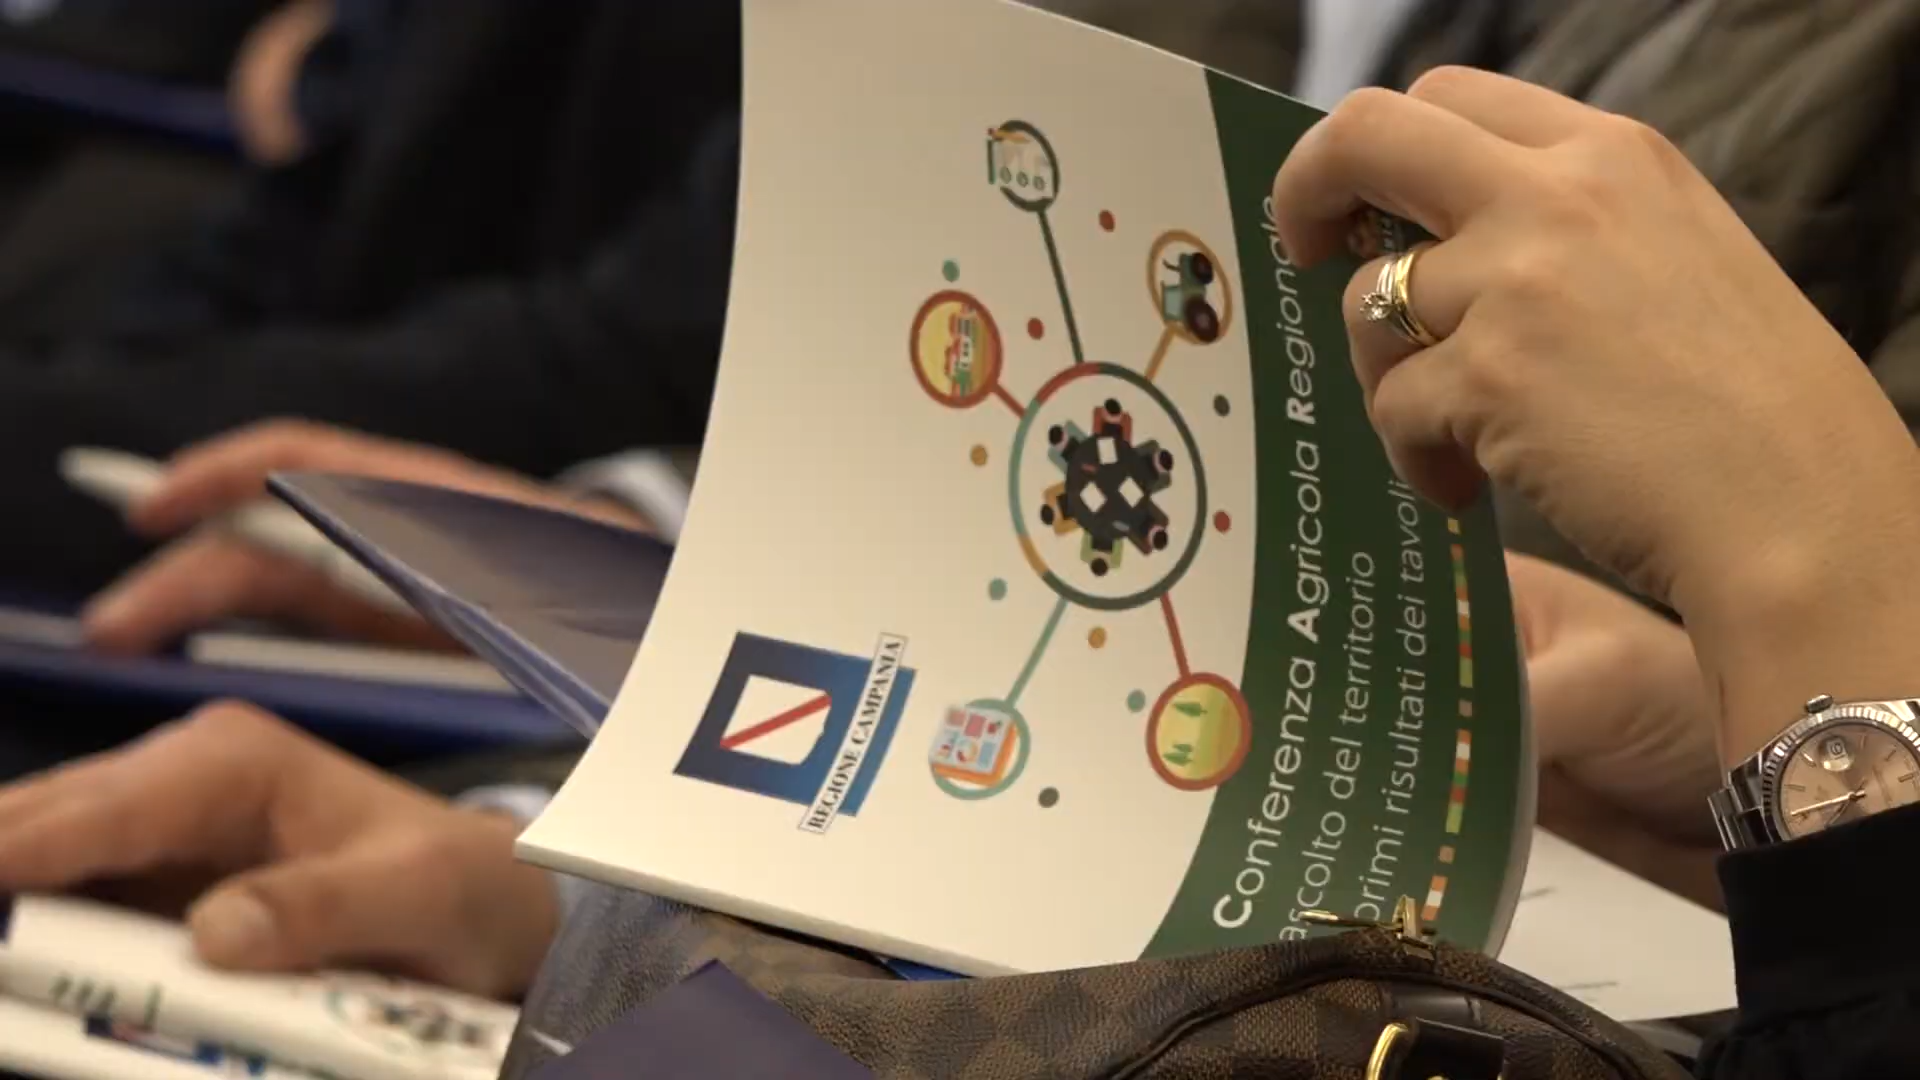 REGIONE CAMPANIA
Conferenza Agricola Regionale
ascolto del territorio
primi risultati dei tavoli